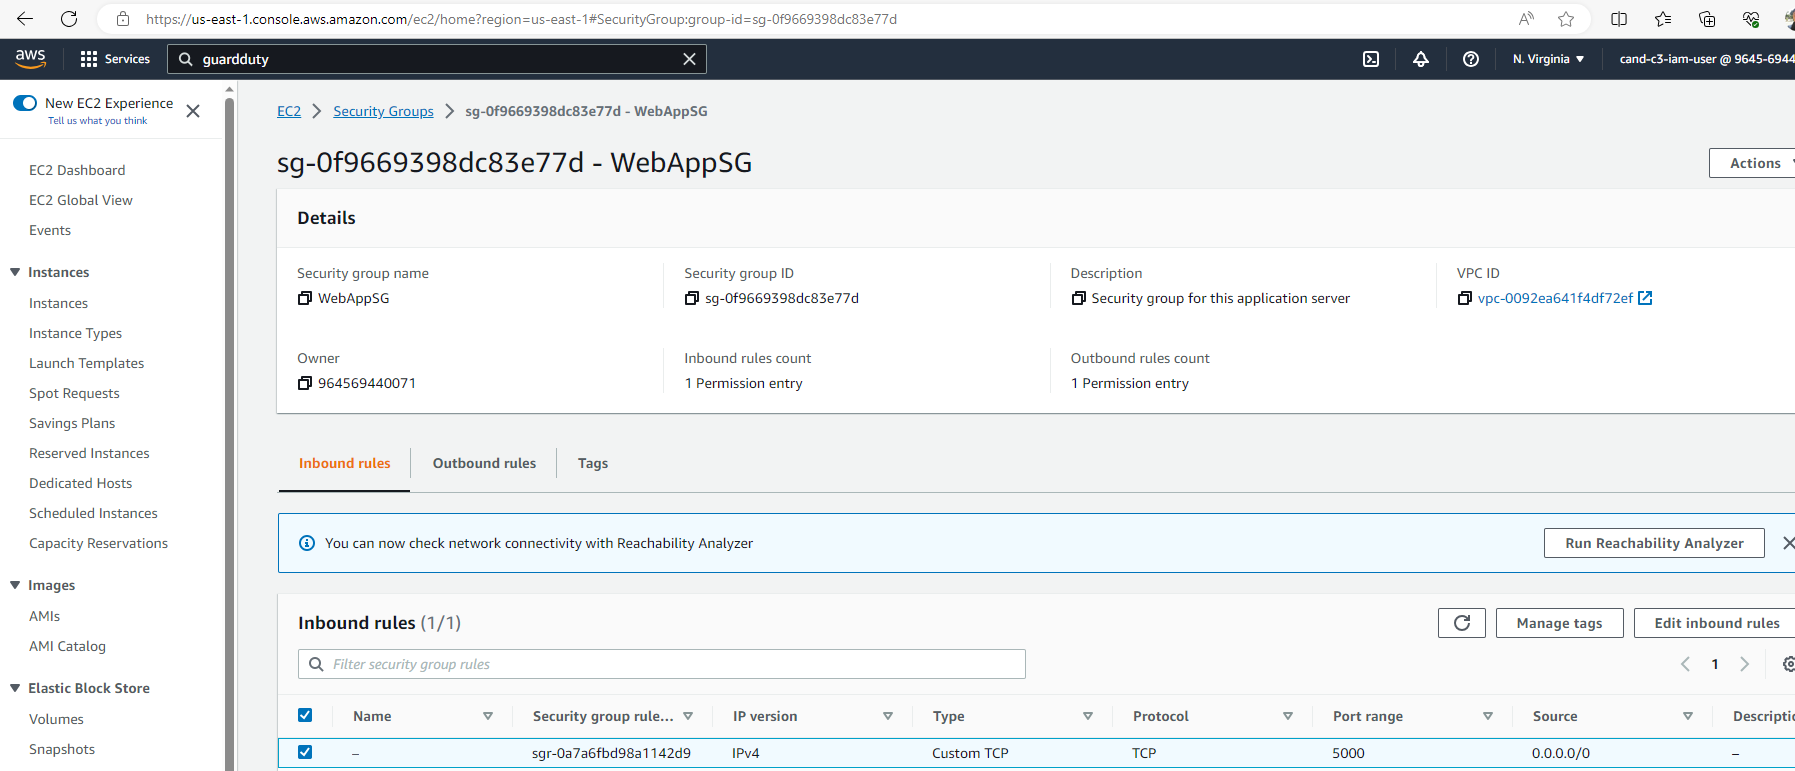 https://us-east-1.console.aws.amazon.com/ec2/home?region=us-east-1#SecurityGroup:group-id=sg-0f9669398dc83e77d
aws Services guardduty N. Virginia cand-c3-iam-user @ 9645-6944
New EC2 Experience
Tell us what you think
EC2 Dashboard
EC2 Global View
Events
Instances
Instances
Instance Types
Launch Templates
Spot Requests
Savings Plans
Reserved Instances
Dedicated Hosts
Scheduled Instances
Capacity Reservations
Images
AMIs
AMI Catalog
Elastic Block Store
Volumes
Snapshots
EC2 > Security Groups > sg-0f9669398dc83e77d - WebAppSG
sg-0f9669398dc83e77d - WebAppSG
Actions
Details
Security group name
WebAppSG
Security group ID
sg-0f9669398dc83e77d
Description
Security group for this application server
VPC ID
vpc-0092ea641f4df72ef
Owner
964569440071
Inbound rules count
1 Permission entry
Outbound rules count
1 Permission entry
Inbound rules Outbound rules Tags
You can now check network connectivity with Reachability Analyzer
Run Reachability Analyzer
Inbound rules (1/1)
Manage tags Edit inbound rules
Filter security group rules
1
Name Security group rule... IP version Type Protocol Port range Source Descriptio
– sgr-0a7a6fbd98a1142d9 IPv4 Custom TCP TCP 5000 0.0.0.0/0 –